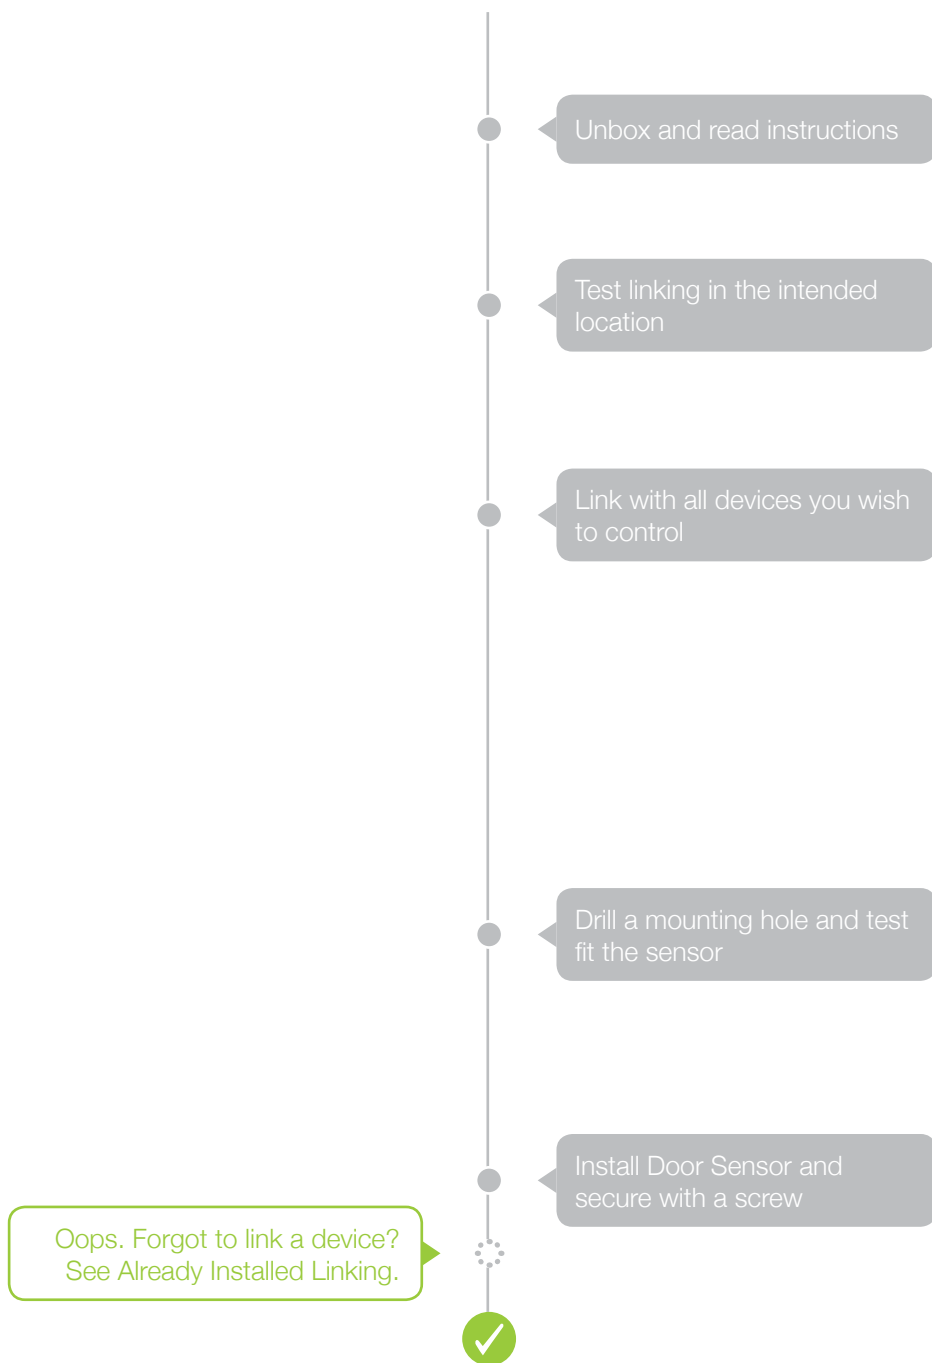 Unbox and read instructions
Test linking in the intended
location
Link with all devices you wish
to control
Drill a mounting hole and test
fit the sensor
Install Door Sensor and
secure with a screw
Oops. Forgot to link a device?
See Already Installed Linking.